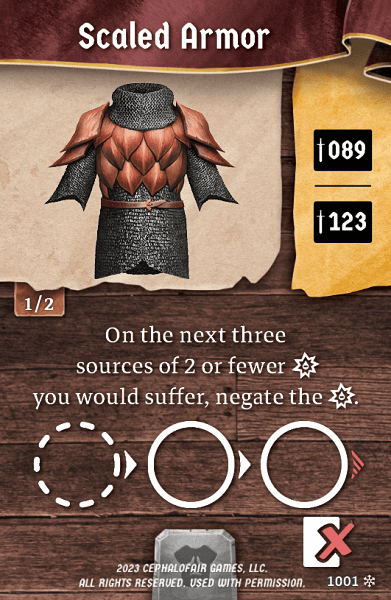 Scaled Armor
089
123
1/2
On the next three
sources of 2 or fewer
you would suffer, negate the .
2023 CEPHALOFAIR GAMES, LLC.
ALL RIGHTS RESERVED. USED WITH PERMISSION.
1001